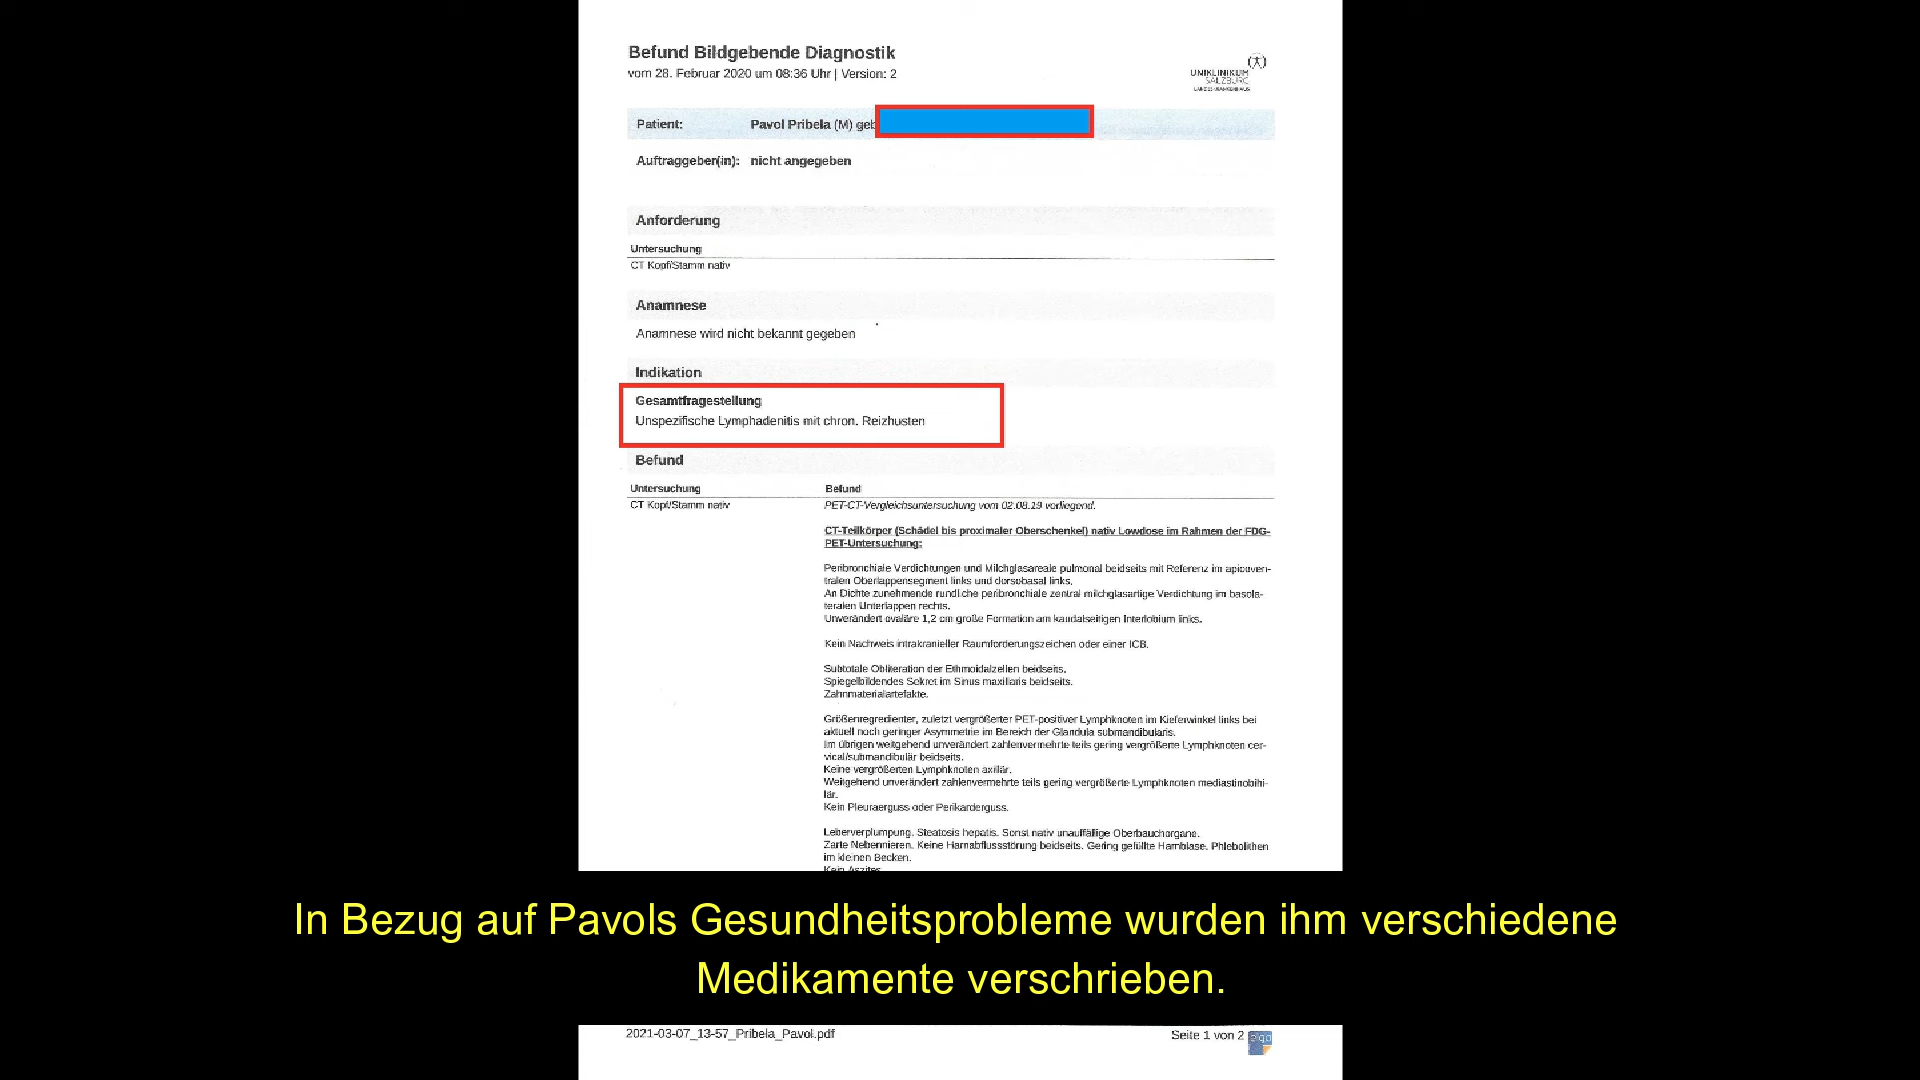 Befund Bildgebende Diagnostik
vom 28. Februar 2020 um 08:36 Uhr | Version: 2
UNIKLINIKUM
SALZBURG
LANDESKRANKENHAUS
Patient: Pavol Pribela (M) geb
Auftraggeber(in): nicht angegeben
Anforderung
Untersuchung
CT Kopf/Stamm nativ
Anamnese
Anamnese wird nicht bekannt gegeben
Indikation
Gesamtfragestellung
Unspezifische Lymphadenitis mit chron. Reizhusten
Befund
Untersuchung Befund
CT Kopf/Stamm nativ PET-CT-Vergleichsuntersuchung vom 02.08.19 vorliegend.
CT-Teilkörper (Schädel bis proximaler Oberschenkel) nativ Lowdose im Rahmen der FDG-
PET-Untersuchung:
Peribronchiale Verdichtungen und Milchglasareale pulmonal beidseits mit Referenz im apicoven-
tralen Oberlappensegment links und dorsobasal links.
An Dichte zunehmende rundliche peribronchiale zentral milchglasartige Verdichtung im basola-
teralen Unterlappen rechts.
Unverändert ovaläre 1,2 cm große Formation am kaudalseitigen Interlobium links.
Kein Nachweis intrakranieller Raumforderungszeichen oder einer ICB.
Subtotale Obliteration der Ethmoidalzellen beidseits.
Spiegelbildendes Sekret im Sinus maxillaris beidseits.
Zahnmaterialartefakte.
Größenregredienter, zuletzt vergrößerter PET-positiver Lymphknoten im Kieferwinkel links bei
aktuell noch geringer Asymmetrie im Bereich der Glandula submandibularis.
Im übrigen weitgehend unverändert zahlenvermehrte teils gering vergrößerte Lymphknoten cer-
vical/submandibulär beidseits.
Keine vergrößerten Lymphknoten axillär.
Weitgehend unverändert zahlenvermehrte teils gering vergrößerte Lymphknoten mediastinobihi-
lär.
Kein Pleuraerguss oder Perikarderguss.
Leberverplumpung. Steatosis hepatis. Sonst nativ unauffällige Oberbauchorgane.
Zarte Nebennieren. Keine Harnabflussstörung beidseits. Gering gefüllte Harnblase. Phlebolithen
im kleinen Becken.
Kein Aszites.
In Bezug auf Pavols Gesundheitsprobleme wurden ihm verschiedene
Medikamente verschrieben.
2021-03-07_13-57_Pribela_Pavol.pdf Seite 1 von 2 elga